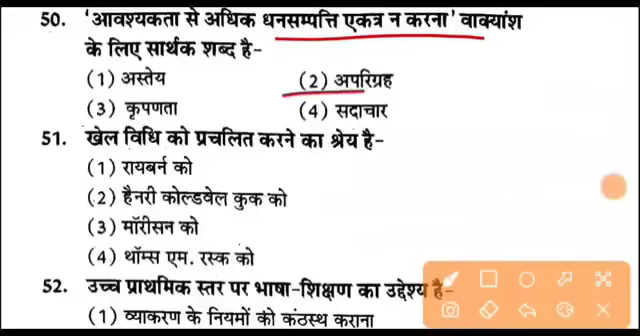 50. 'आवश्यकता से अधिक धनसम्पत्ति एकत्र न करना' वाक्यांश
के लिए सार्थक शब्द है-
(1) अस्तेय (2) अपरिग्रह
(3) कृपणता (4) सदाचार
51. खेल विधि को प्रचलित करने का श्रेय है-
(1) रायबर्न को
(2) हैनरी कोल्डवेल कुक को
(3) मॉरीसन को
(4) थॉम्स एम. रस्क को
52. उच्च प्राथमिक स्तर पर भाषा-शिक्षण का उद्देश्य है-
(1) व्याकरण के नियमों को कंठस्थ कराना